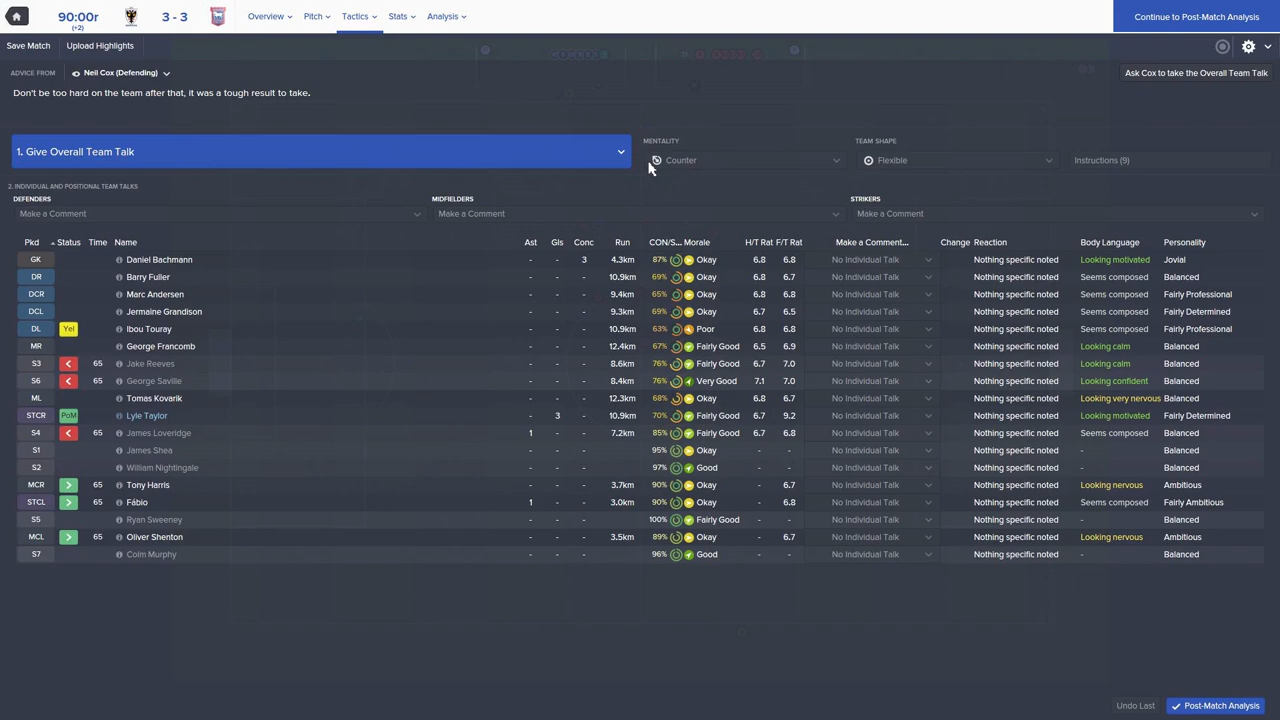 90:00r
(+2)
3 - 3
Overview
Pitch
Tactics
Stats
Analysis
Continue to Post-Match Analysis
Save Match
Upload Highlights
ADVICE FROM
Neil Cox (Defending)
Ask Cox to take the Overall Team Talk
Don't be too hard on the team after that, it was a tough result to take.
1. Give Overall Team Talk
MENTALITY
Counter
TEAM SHAPE
Flexible
Instructions (9)
2. INDIVIDUAL AND POSITIONAL TEAM TALKS
DEFENDERS
Make a Comment
MIDFIELDERS
Make a Comment
STRIKERS
Make a Comment
Pkd Status Time Name Ast Gls Conc Run CON/S... Morale H/T Rat F/T Rat Make a Comment... Change Reaction Body Language Personality
GK Daniel Bachmann - - 3 4.3km 87% Okay 6.8 6.8 No Individual Talk Nothing specific noted Looking motivated Jovial
DR Barry Fuller - - - 10.9km 69% Okay 6.8 6.7 No Individual Talk Nothing specific noted Seems composed Balanced
DCR Marc Andersen - - - 9.4km 65% Okay 6.8 6.8 No Individual Talk Nothing specific noted Seems composed Fairly Professional
DCL Jermaine Grandison - - - 9.3km 69% Okay 6.7 6.5 No Individual Talk Nothing specific noted Seems composed Fairly Determined
DL Yel Ibou Touray - - - 10.9km 63% Poor 6.8 6.8 No Individual Talk Nothing specific noted Seems composed Fairly Professional
MR George Francomb - - - 12.4km 67% Fairly Good 6.5 6.9 No Individual Talk Nothing specific noted Looking calm Balanced
S3 65 Jake Reeves - - - 8.6km 76% Fairly Good 6.7 7.0 No Individual Talk Nothing specific noted Looking calm Balanced
S6 65 George Saville - - - 8.4km 76% Very Good 7.1 7.0 No Individual Talk Nothing specific noted Looking confident Balanced
ML Tomas Kovarik - - - 12.3km 68% Okay 6.8 6.7 No Individual Talk Nothing specific noted Looking very nervous Balanced
STCR PoM Lyle Taylor - 3 - 10.9km 70% Fairly Good 6.7 9.2 No Individual Talk Nothing specific noted Looking motivated Fairly Determined
S4 65 James Loveridge 1 - - 7.2km 85% Fairly Good 6.7 6.8 No Individual Talk Nothing specific noted Seems composed Balanced
S1 James Shea - - - 95% Okay - - No Individual Talk Nothing specific noted - Balanced
S2 William Nightingale - - - 97% Good - - No Individual Talk Nothing specific noted - Balanced
MCR 65 Tony Harris - - - 3.7km 90% Okay - 6.7 No Individual Talk Nothing specific noted Looking nervous Ambitious
STCL 65 Fábio 1 - - 3.0km 90% Okay - 6.8 No Individual Talk Nothing specific noted Seems composed Fairly Ambitious
S5 Ryan Sweeney - - - 100% Fairly Good - - No Individual Talk Nothing specific noted - Balanced
MCL 65 Oliver Shenton - - - 3.5km 89% Okay - 6.7 No Individual Talk Nothing specific noted Looking nervous Ambitious
S7 Colm Murphy - - - 96% Good - - No Individual Talk Nothing specific noted - Balanced
Undo Last
Post-Match Analysis